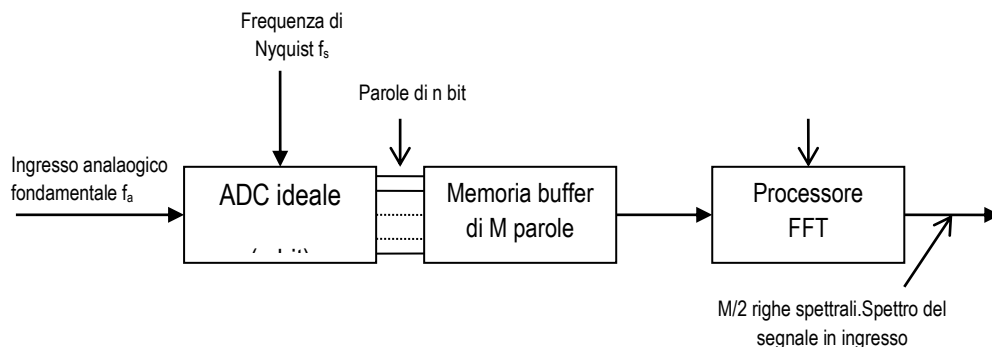 Frequenza di
Nyquist fₛ
Parole di n bit
Ingresso analaogico
fondamentale fₐ
ADC ideale
Memoria buffer
di M parole
Processore
FFT
M/2 righe spettrali.Spettro del
segnale in ingresso